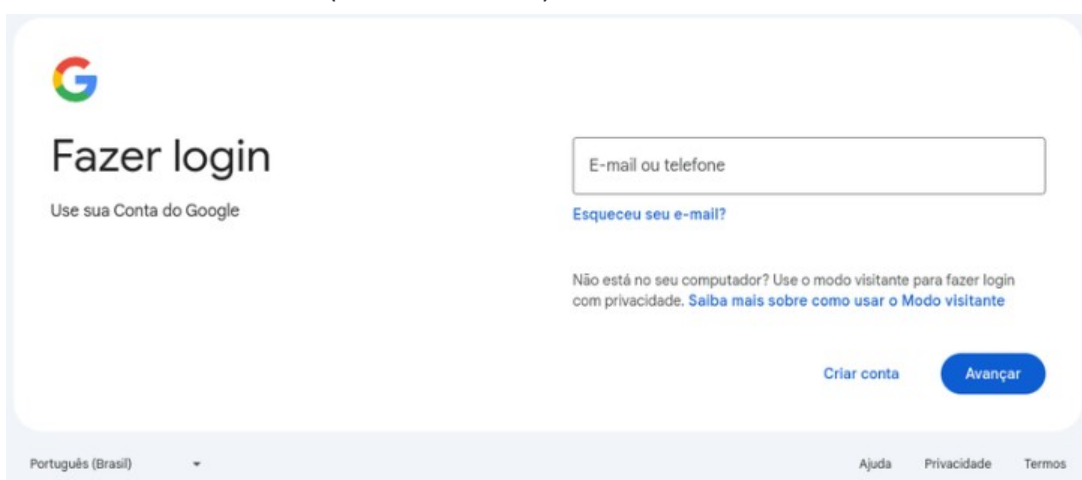 Fazer login
Use sua Conta do Google
E-mail ou telefone
Esqueceu seu e-mail?
Não está no seu computador? Use o modo visitante para fazer login
com privacidade. Saiba mais sobre como usar o Modo visitante
Criar conta Avançar
Português (Brasil) Ajuda Privacidade Termos